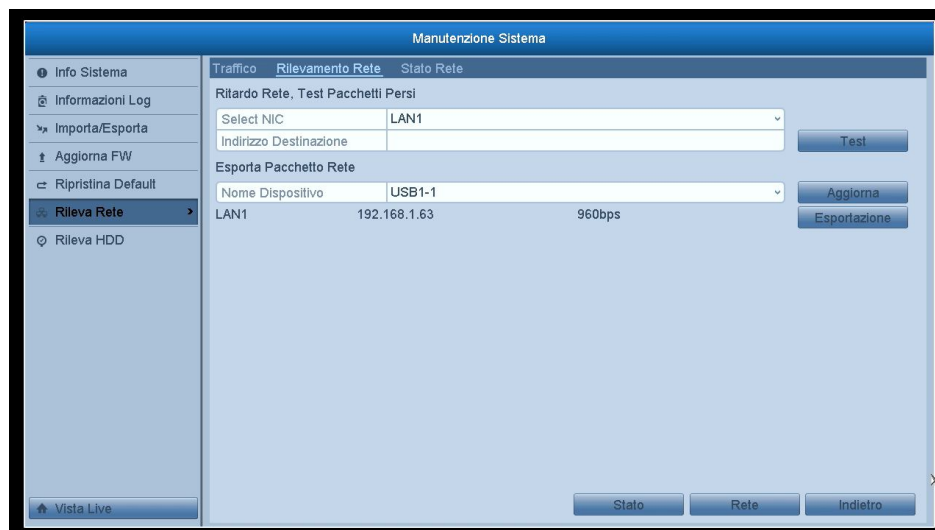 Manutenzione Sistema
Info Sistema
Informazioni Log
Importa/Esporta
Aggiorna FW
Ripristina Default
Rileva Rete
Rileva HDD
Vista Live
Traffico Rilevamento Rete Stato Rete
Ritardo Rete, Test Pacchetti Persi
Select NIC LAN1
Indirizzo Destinazione Test
Esporta Pacchetto Rete
Nome Dispositivo USB1-1 Aggiorna
LAN1 192.168.1.63 960bps Esportazione
Stato Rete Indietro